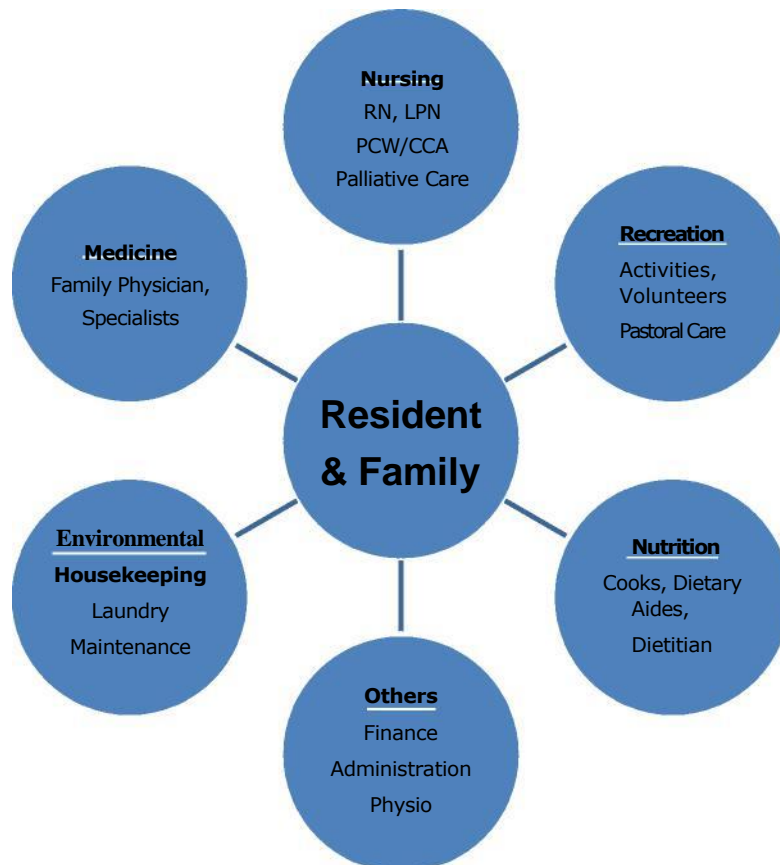 Nursing
RN, LPN
PCW/CCA
Palliative Care
Recreation
Activities,
Volunteers
Pastoral Care
Nutrition
Cooks, Dietary
Aides,
Dietitian
Others
Finance
Administration
Physio
Environmental
Housekeeping
Laundry
Maintenance
Medicine
Family Physician,
Specialists
Resident
& Family